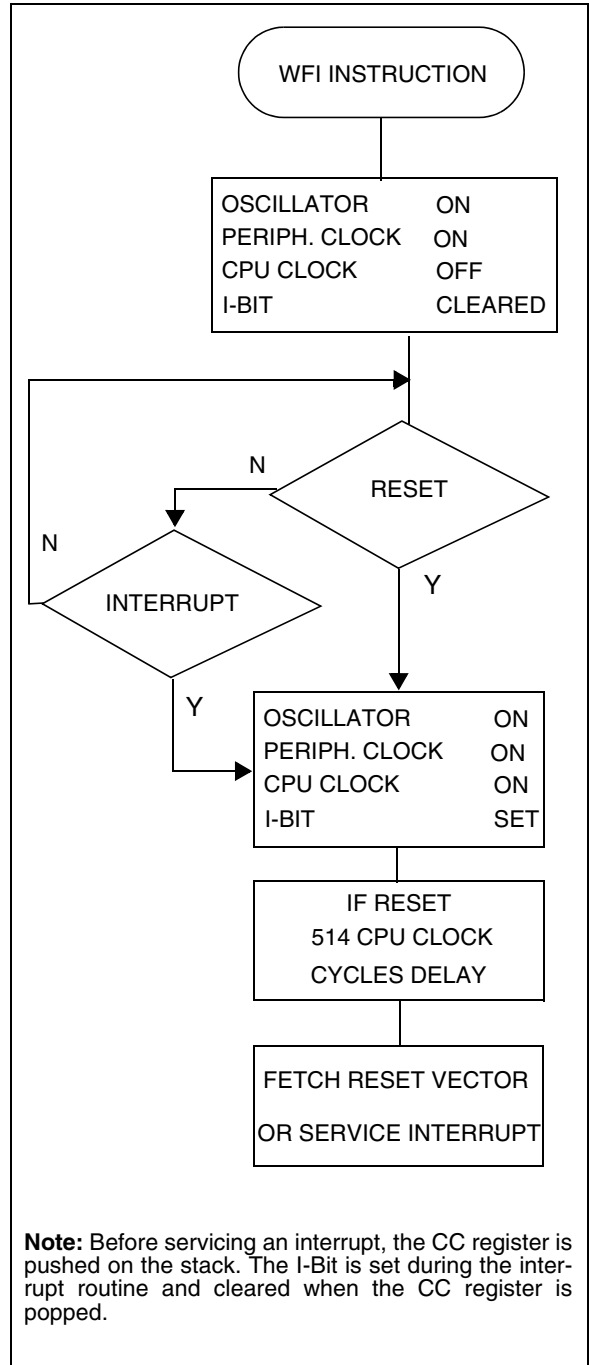 WFI INSTRUCTION
OSCILLATOR ON
PERIPH. CLOCK ON
CPU CLOCK OFF
I-BIT CLEARED
N
RESET
N
INTERRUPT
Y
Y
OSCILLATOR ON
PERIPH. CLOCK ON
CPU CLOCK ON
I-BIT SET
IF RESET
514 CPU CLOCK
CYCLES DELAY
FETCH RESET VECTOR
OR SERVICE INTERRUPT
Note: Before servicing an interrupt, the CC register is
pushed on the stack. The I-Bit is set during the inter-
rupt routine and cleared when the CC register is
popped.